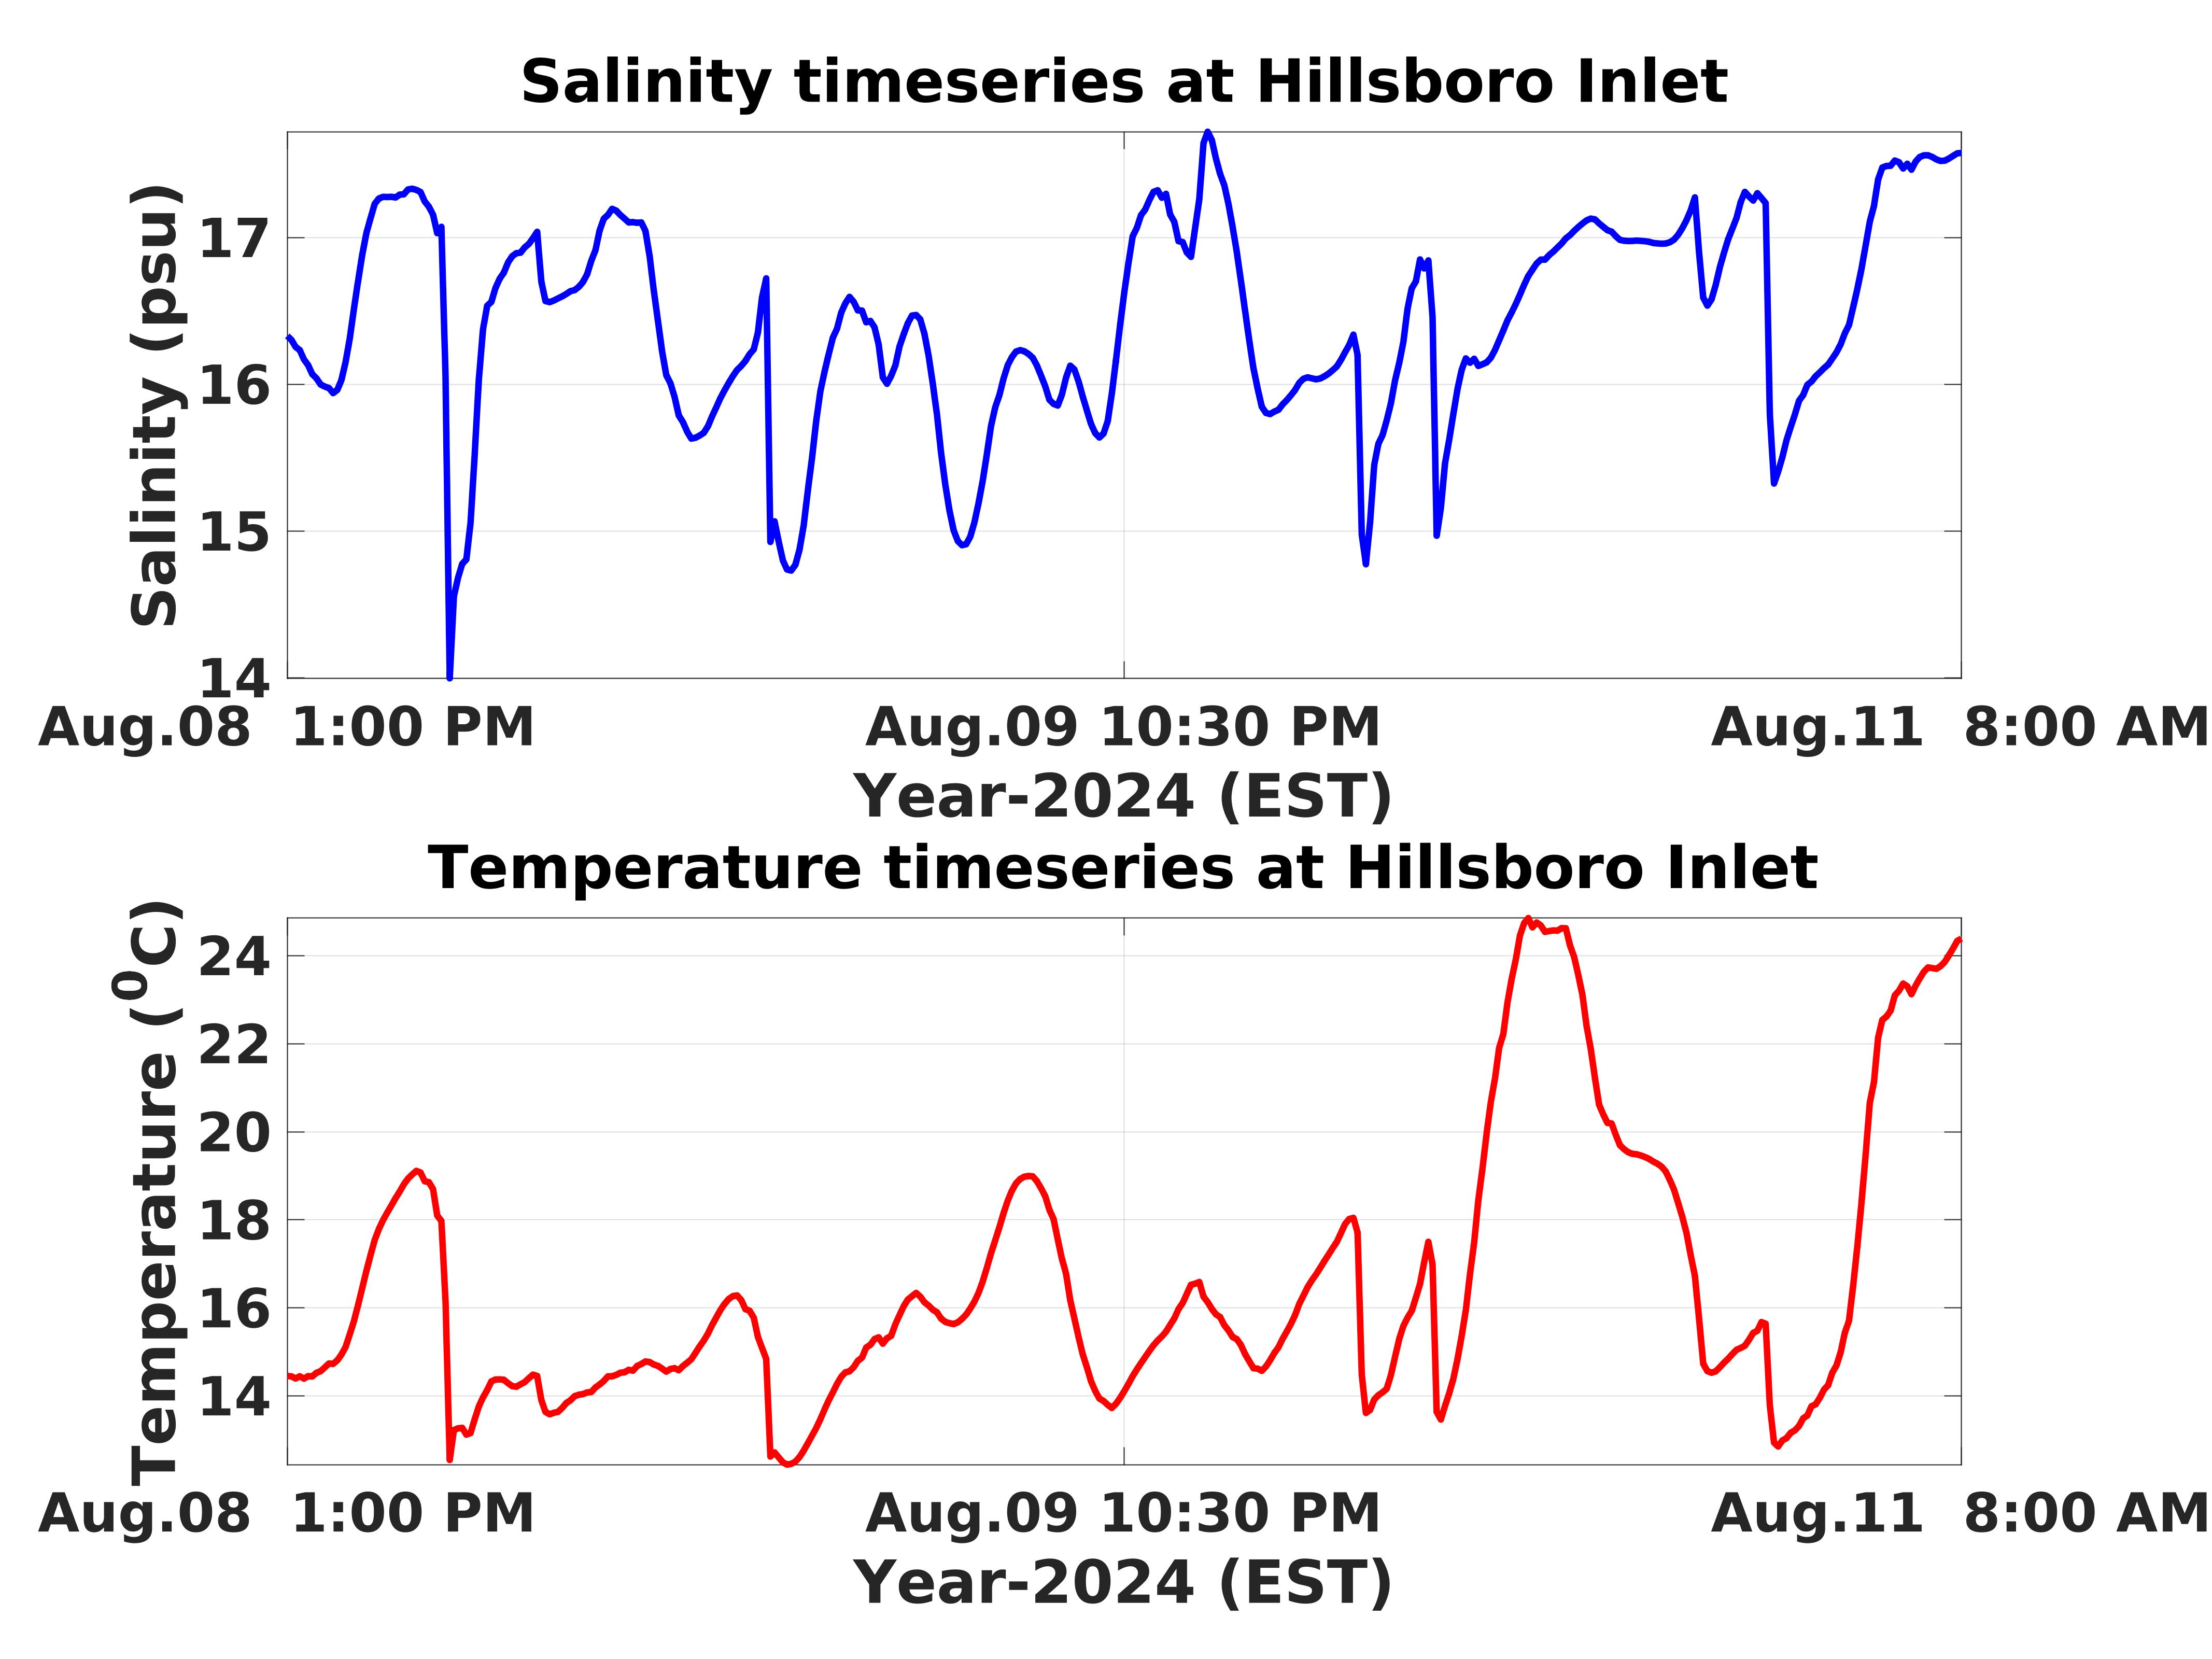 Salinity timeseries at Hillsboro Inlet
Salinity (psu)
17
16
15
14
Aug.08  1:00 PM
Aug.09 10:30 PM
Aug.11  8:00 AM
Year-2024 (EST)
Temperature timeseries at Hillsboro Inlet
Temperature (⁰C)
24
22
20
18
16
14
Aug.08  1:00 PM
Aug.09 10:30 PM
Aug.11  8:00 AM
Year-2024 (EST)